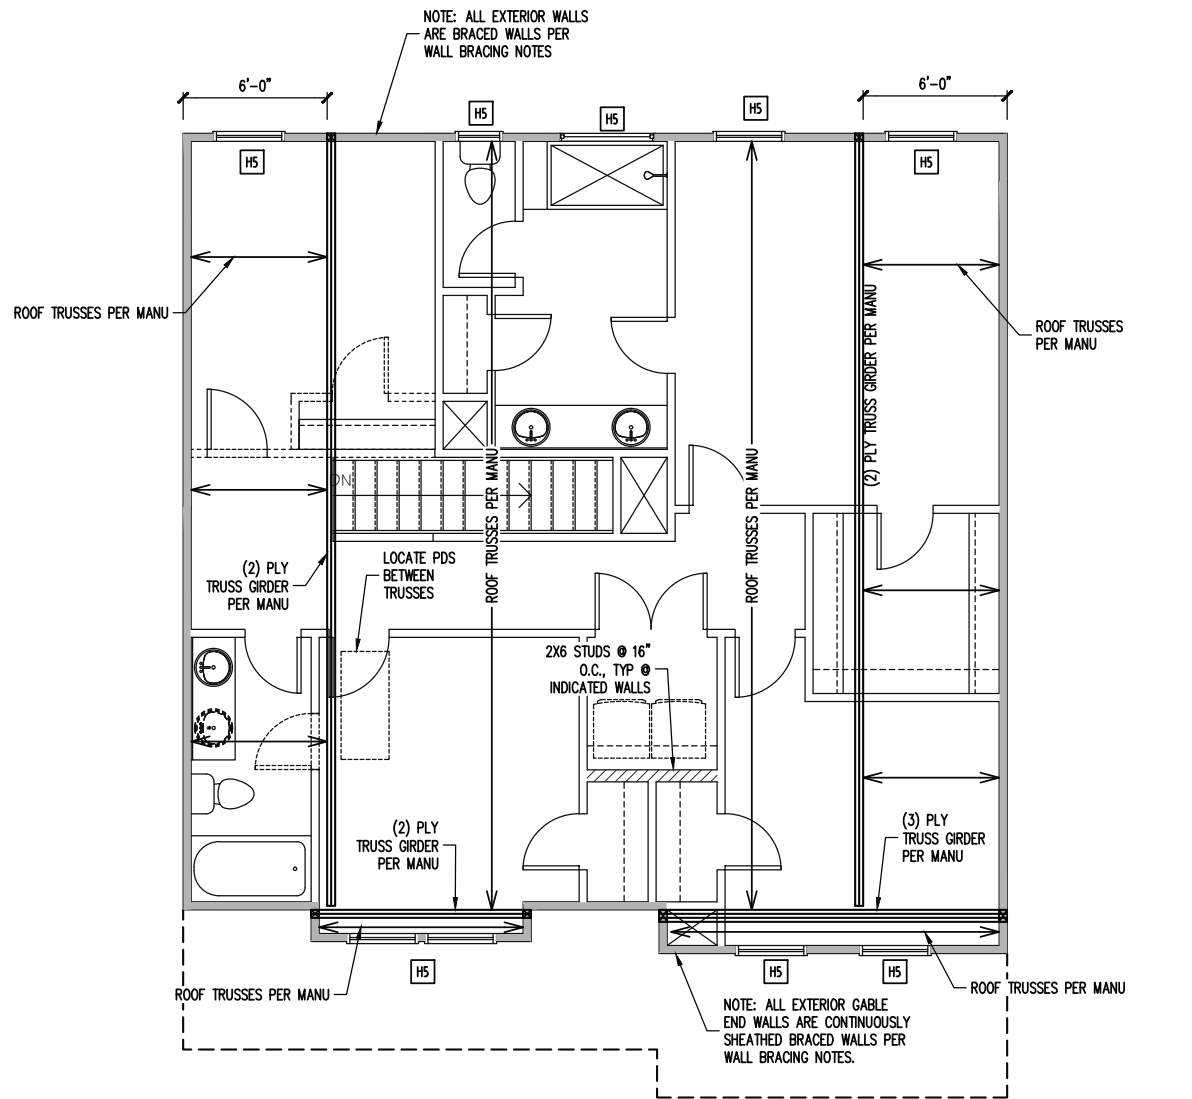 NOTE: ALL EXTERIOR WALLS
ARE BRACED WALLS PER
WALL BRACING NOTES
6'-0"
6'-0"
H5
H5
H5
H5
H5
ROOF TRUSSES PER MANU
ROOF TRUSSES
PER MANU
(2) PLY TRUSS GIRDER PER MANU
DN
ROOF TRUSSES PER MANU
ROOF TRUSSES PER MANU
(2) PLY
TRUSS GIRDER
PER MANU
LOCATE PDS
BETWEEN
TRUSSES
2X6 STUDS @ 16"
O.C., TYP @
INDICATED WALLS
(2) PLY
TRUSS GIRDER
PER MANU
(3) PLY
TRUSS GIRDER
PER MANU
H5
H5
H5
ROOF TRUSSES PER MANU
ROOF TRUSSES PER MANU
NOTE: ALL EXTERIOR GABLE
END WALLS ARE CONTINUOUSLY
SHEATHED BRACED WALLS PER
WALL BRACING NOTES.